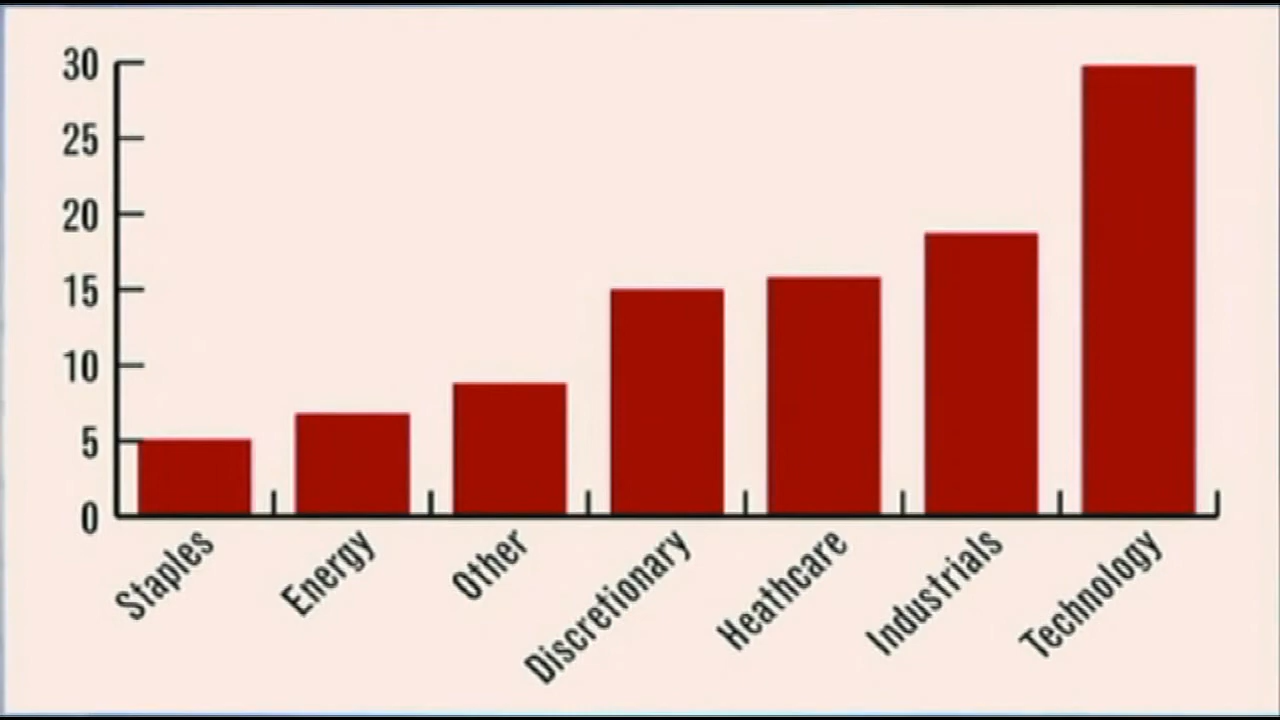 30
25
20
15
10
5
0
Staples
Energy
Other
Discretionary
Heathcare
Industrials
Technology